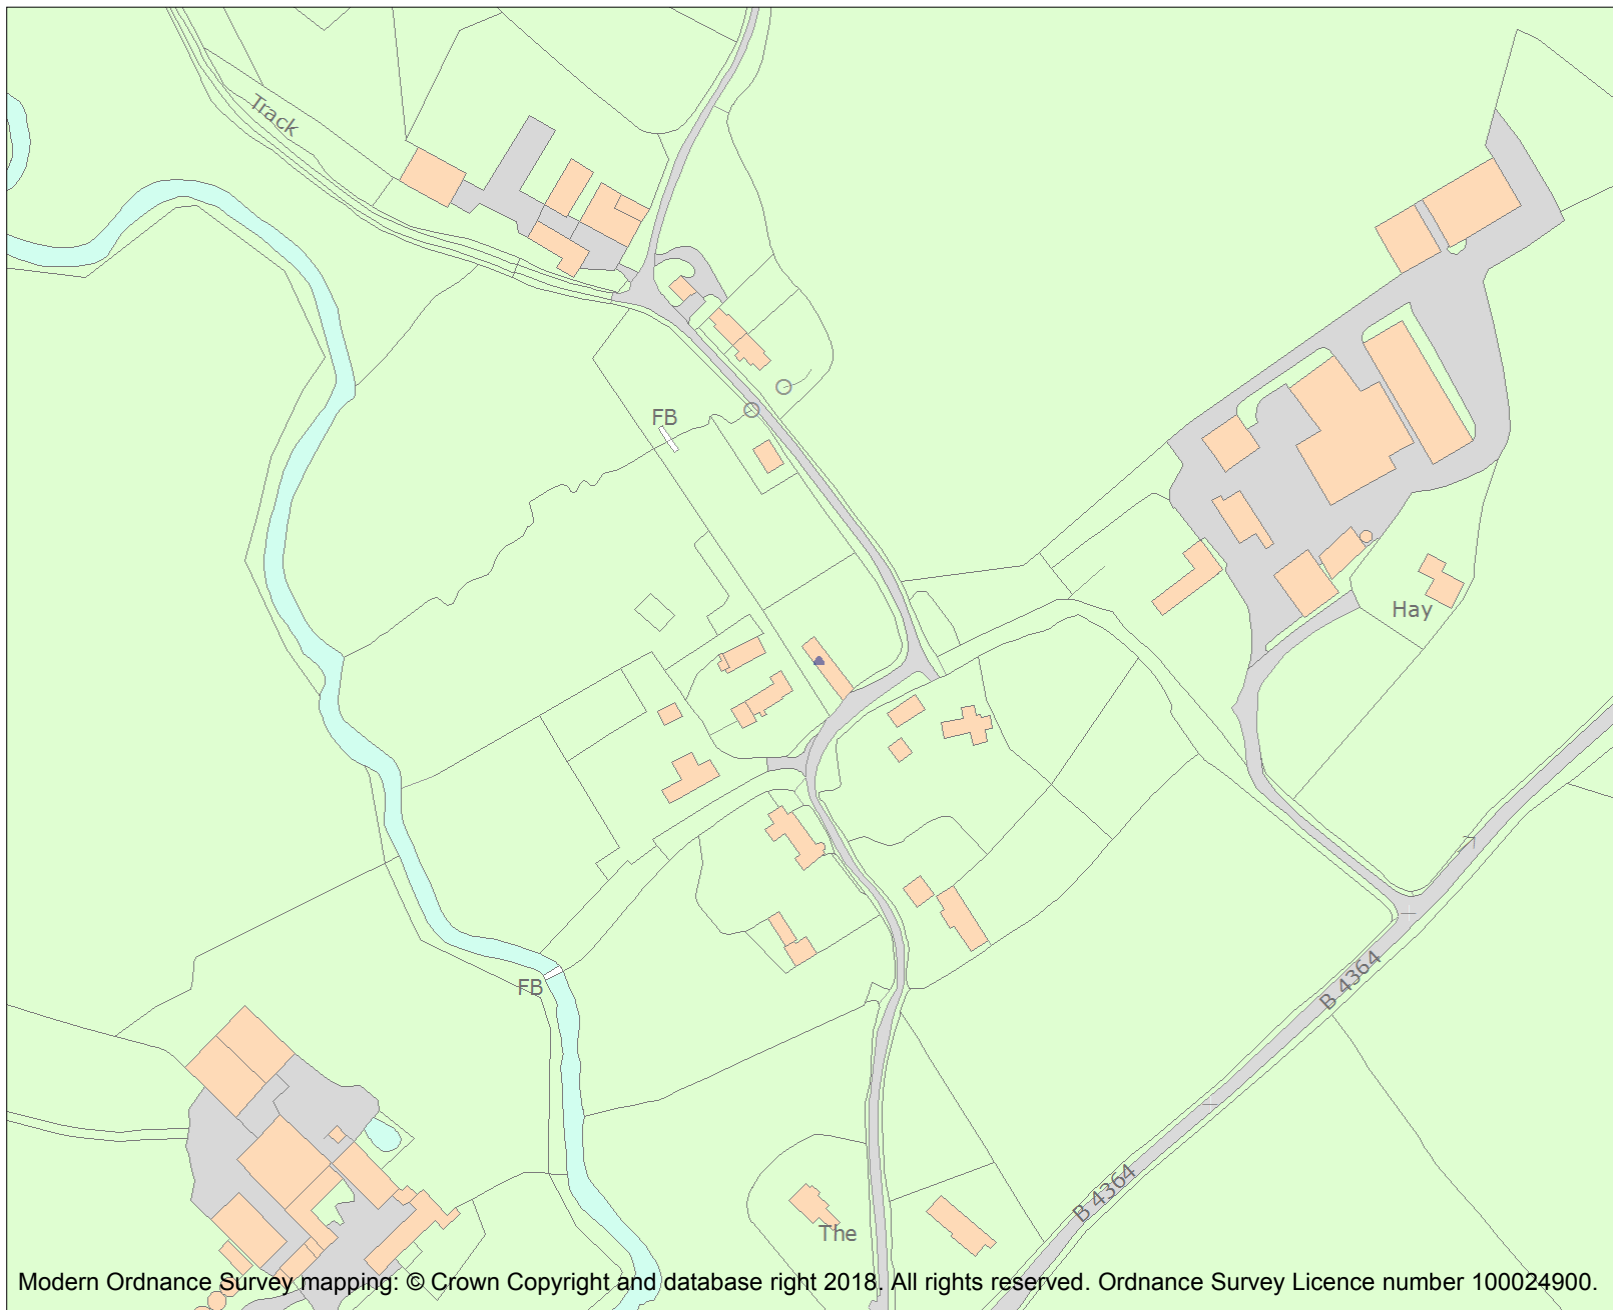 Track
FB
Hay
B 4364
FB
B 4364
The
Modern Ordnance Survey mapping: © Crown Copyright and database right 2018. All rights reserved. Ordnance Survey Licence number 100024900.